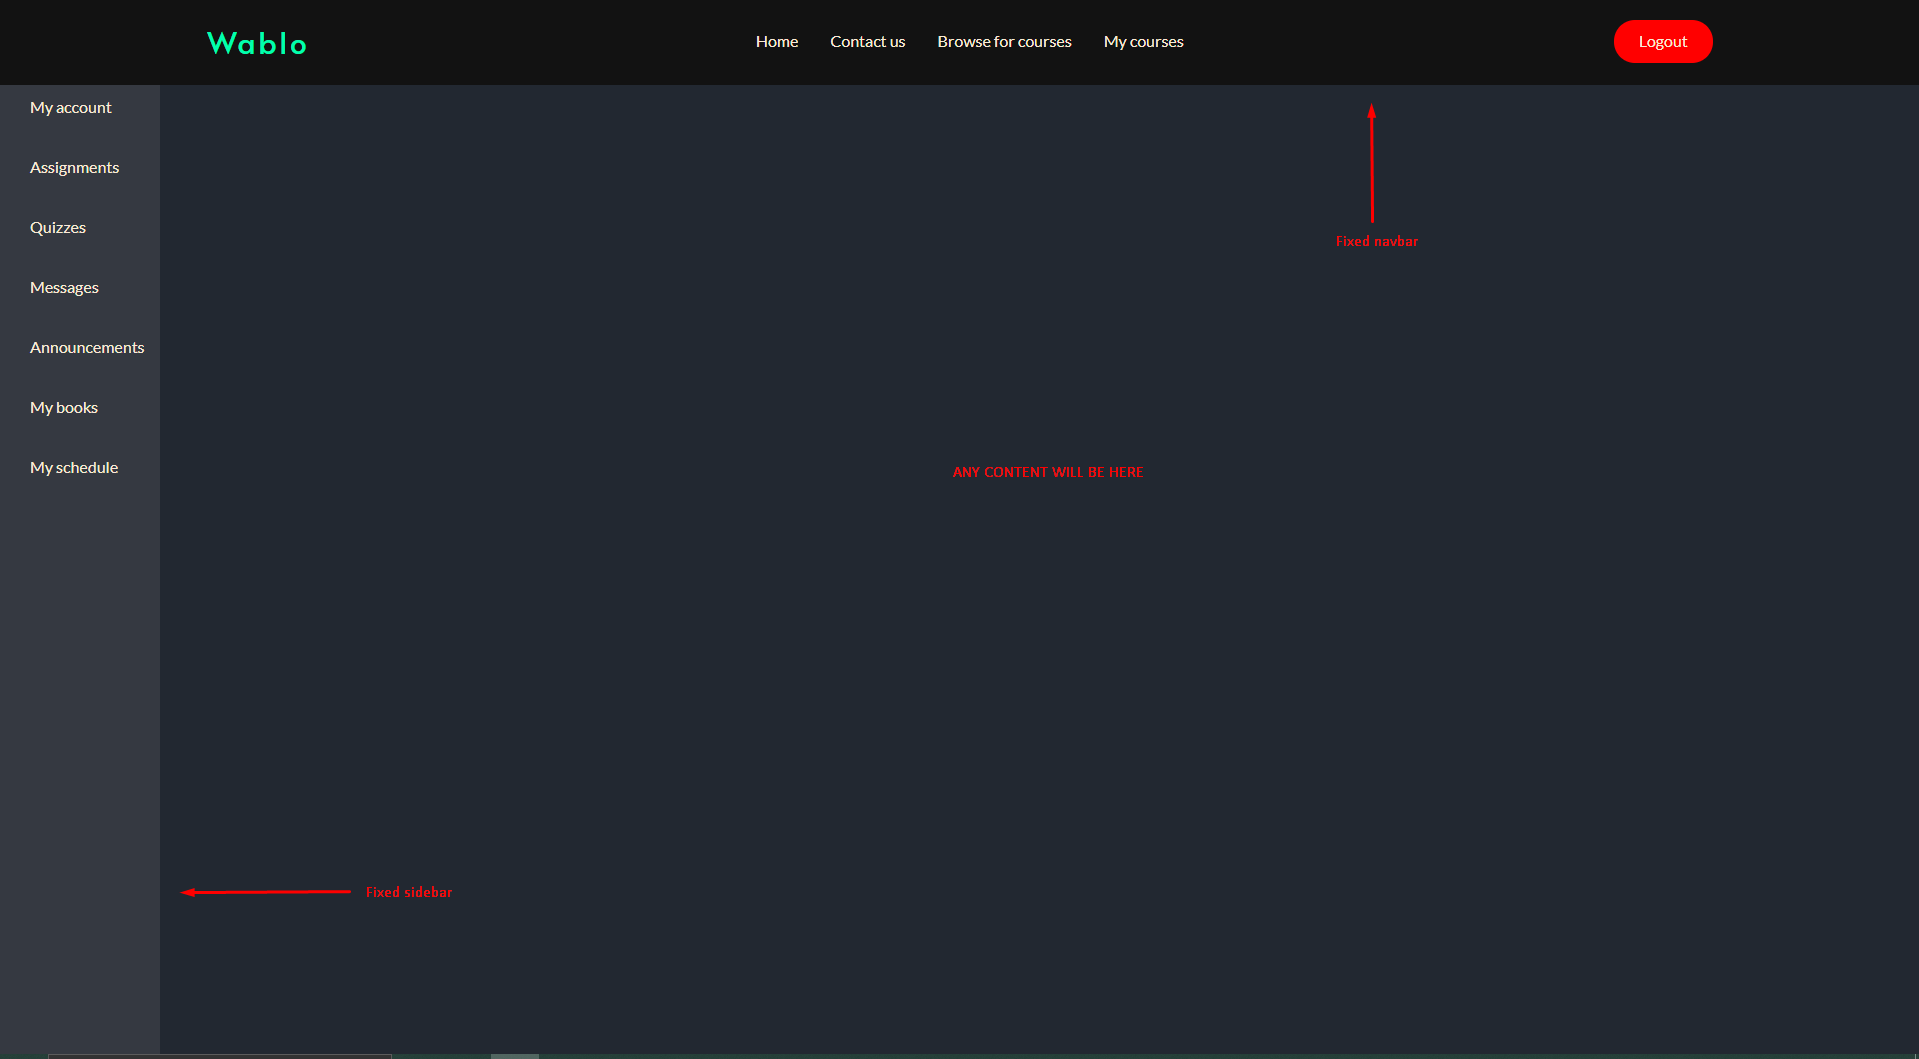 Wablo
Home Contact us Browse for courses My courses
Logout
My account
Assignments
Quizzes
Messages
Announcements
My books
My schedule
Fixed navbar
ANY CONTENT WILL BE HERE
Fixed sidebar